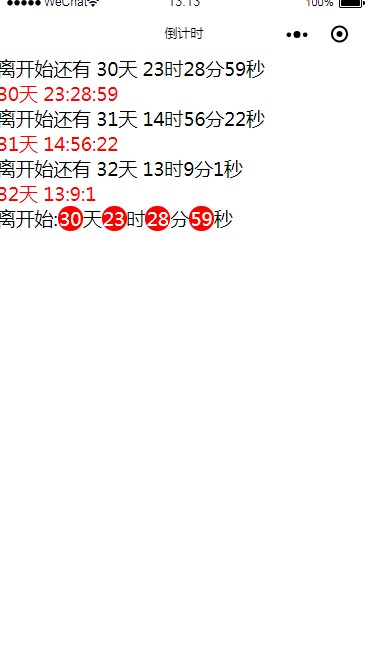 ●●●●● WeChat 13:13 100%
倒计时
离开始还有 30天 23时28分59秒
30天 23:28:59
离开始还有 31天 14时56分22秒
31天 14:56:22
离开始还有 32天 13时9分1秒
32天 13:9:1
离开始:30天23时28分59秒